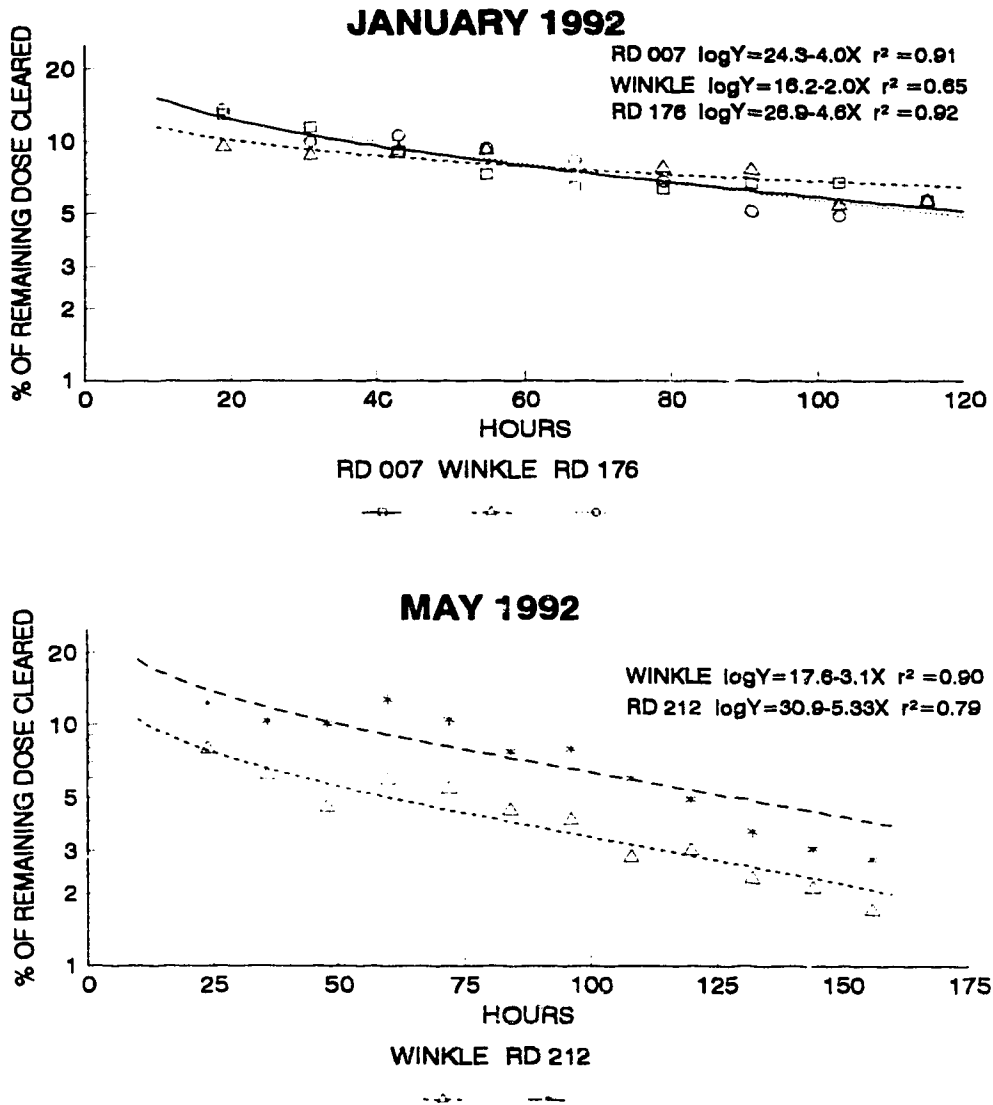 JANUARY 1992
RD 007 logY=24.3-4.0X r² =0.91
WINKLE logY=16.2-2.0X r² =0.65
RD 176 logY=26.9-4.6X r² =0.92
% OF REMAINING DOSE CLEARED
20
10
5
3
2
1
0 20 40 60 80 100 120
HOURS
RD 007 WINKLE RD 176
MAY 1992
WINKLE logY=17.6-3.1X r² =0.90
RD 212 logY=30.9-5.33X r²=0.79
% OF REMAINING DOSE CLEARED
20
10
5
3
2
1
0 25 50 75 100 125 150 175
HOURS
WINKLE RD 212